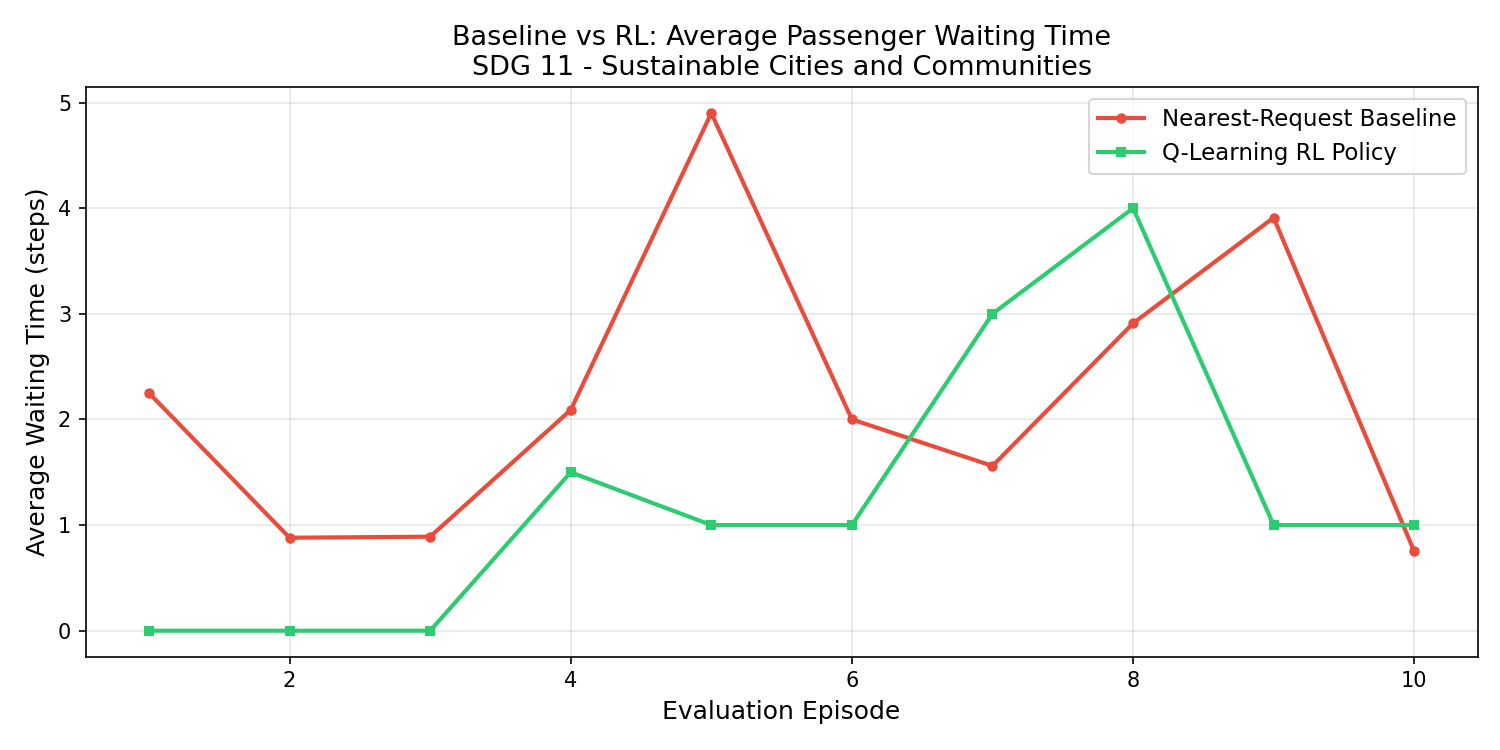 Baseline vs RL: Average Passenger Waiting Time
SDG 11 - Sustainable Cities and Communities
Nearest-Request Baseline
Q-Learning RL Policy
Average Waiting Time (steps)
5
4
3
2
1
0
2
4
6
8
10
Evaluation Episode